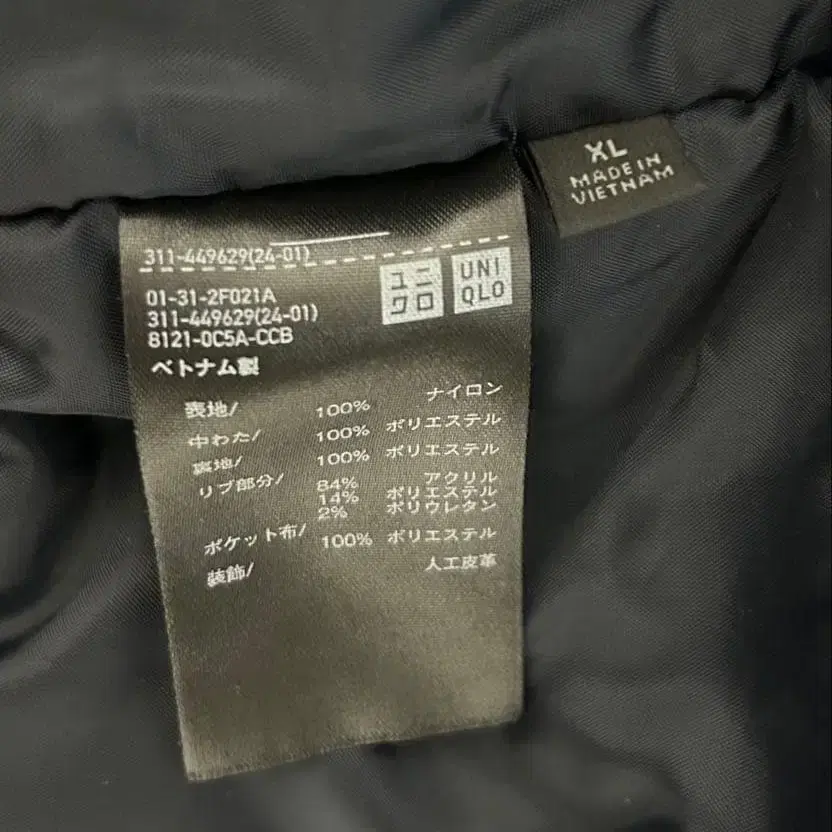 XL
MADE IN
VIETNAM
311-449629(24-01)
ユニ
クロ
UNI
QLO
01-31-2F021A
311-449629(24-01)
8121-0C5A-CCB
ベトナム製
表地/ 100% ナイロン
中わた/ 100% ポリエステル
裏地/ 100% ポリエステル
リブ部分/ 84% アクリル
14% ポリエステル
2% ポリウレタン
ポケット布/ 100% ポリエステル
装飾/ 人工皮革